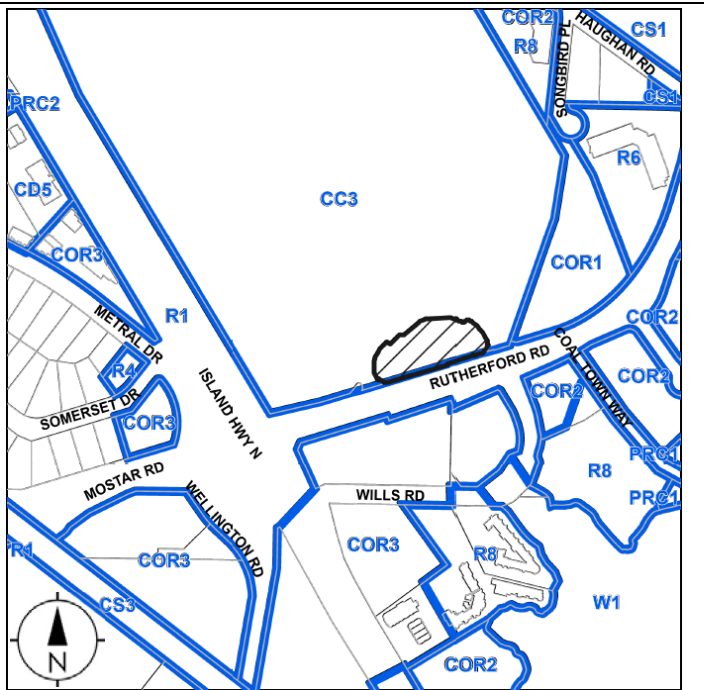 COR2
HAUGHAN RD
CS1
R8
SONGBIRD PL
PRC2
CS1
R6
CD5
CC3
COR3
COR1
R1
METRAL DR
COR2
R4
ISLAND HWY N
RUTHERFORD RD
COAL TOWN WAY
COR2
COR2
SOMERSET DR
COR3
PRC1
MOSTAR RD
R8
WELLINGTON RD
WILLS RD
PRC1
PR1
COR3
COR3
R8
CS3
W1
N
COR2